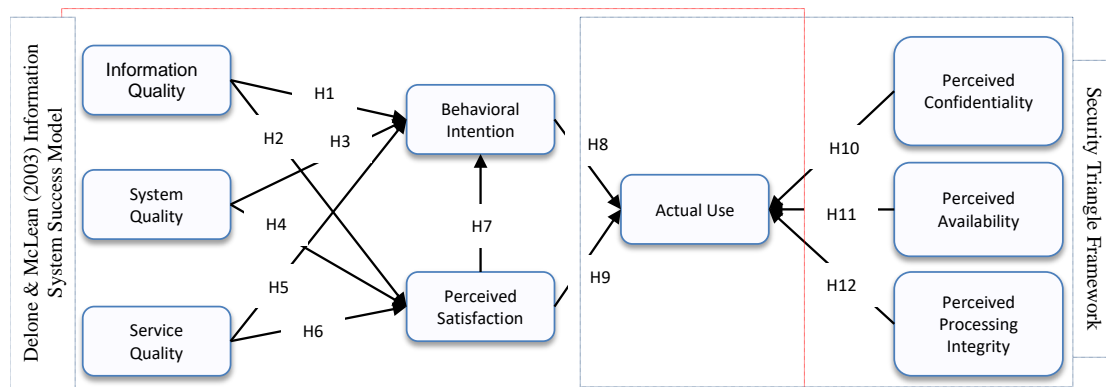 Delone & McLean (2003) Information
System Success Model
Information
Quality
System
Quality
Service
Quality
H1
H2
H3
H4
H5
H6
Behavioral
Intention
H7
Perceived
Satisfaction
H8
H9
Actual Use
H10
H11
H12
Perceived
Confidentiality
Perceived
Availability
Perceived
Processing
Integrity
Security Triangle Framework